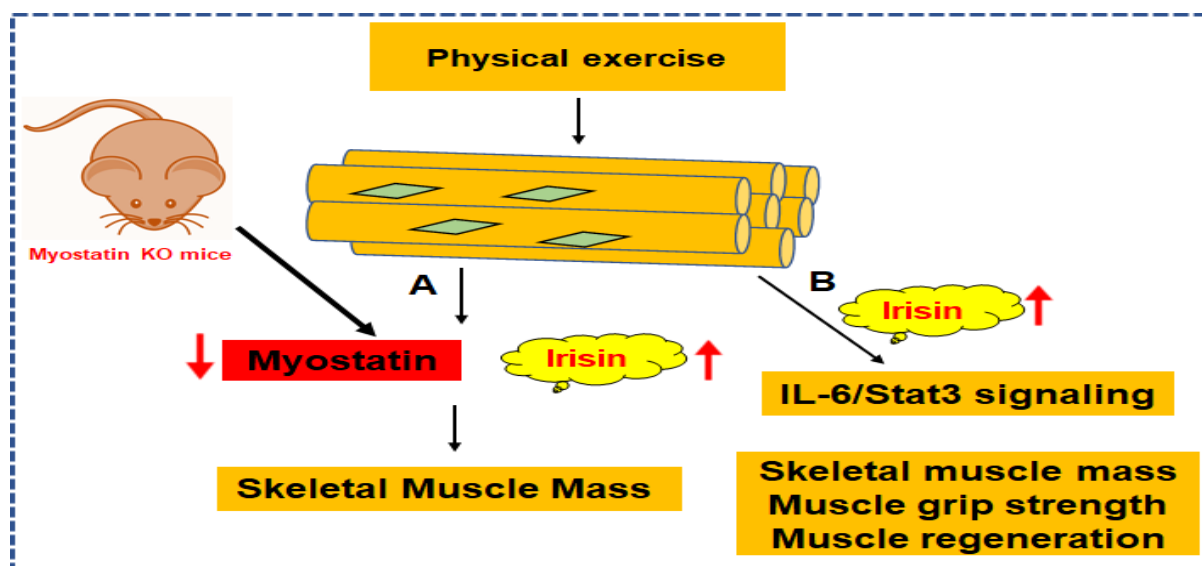 Physical exercise
Myostatin KO mice
A
B
Irisin
Myostatin
Irisin
IL-6/Stat3 signaling
Skeletal Muscle Mass
Skeletal muscle mass
Muscle grip strength
Muscle regeneration